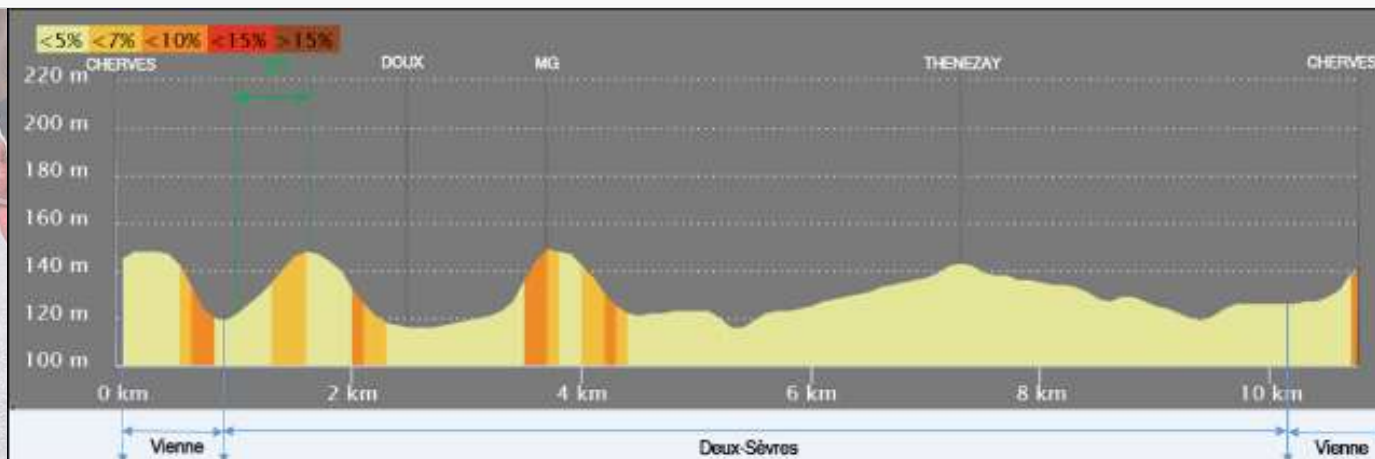 <5% <7% <10% <15% >15%
CHERVES DOUX MG THENEZAY CHERVES
220 m
200 m
180 m
160 m
140 m
120 m
100 m
0 km 2 km 4 km 6 km 8 km 10 km
Vienne Deux-Sèvres Vienne